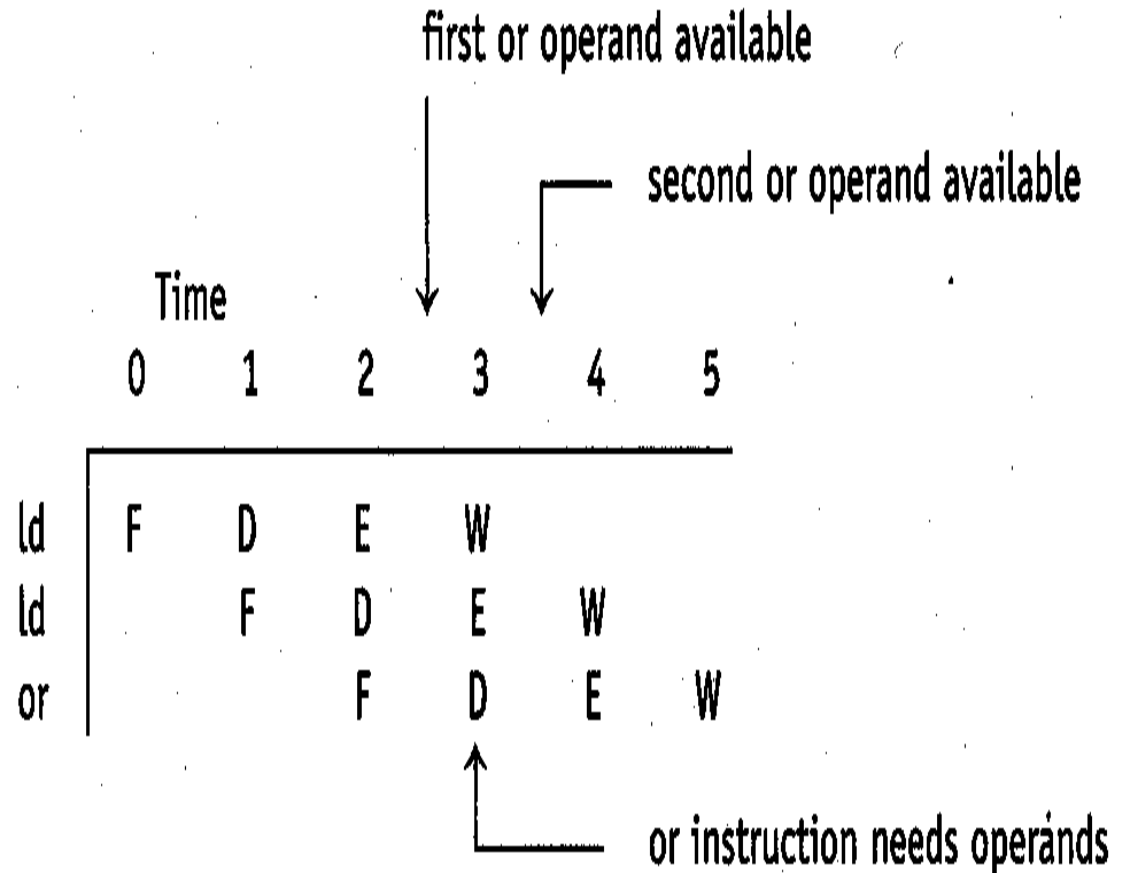 first or operand available
second or operand available
Time
0 1 2 3 4 5
ld F D E W
ld F D E W
or F D E W
or instruction needs operands